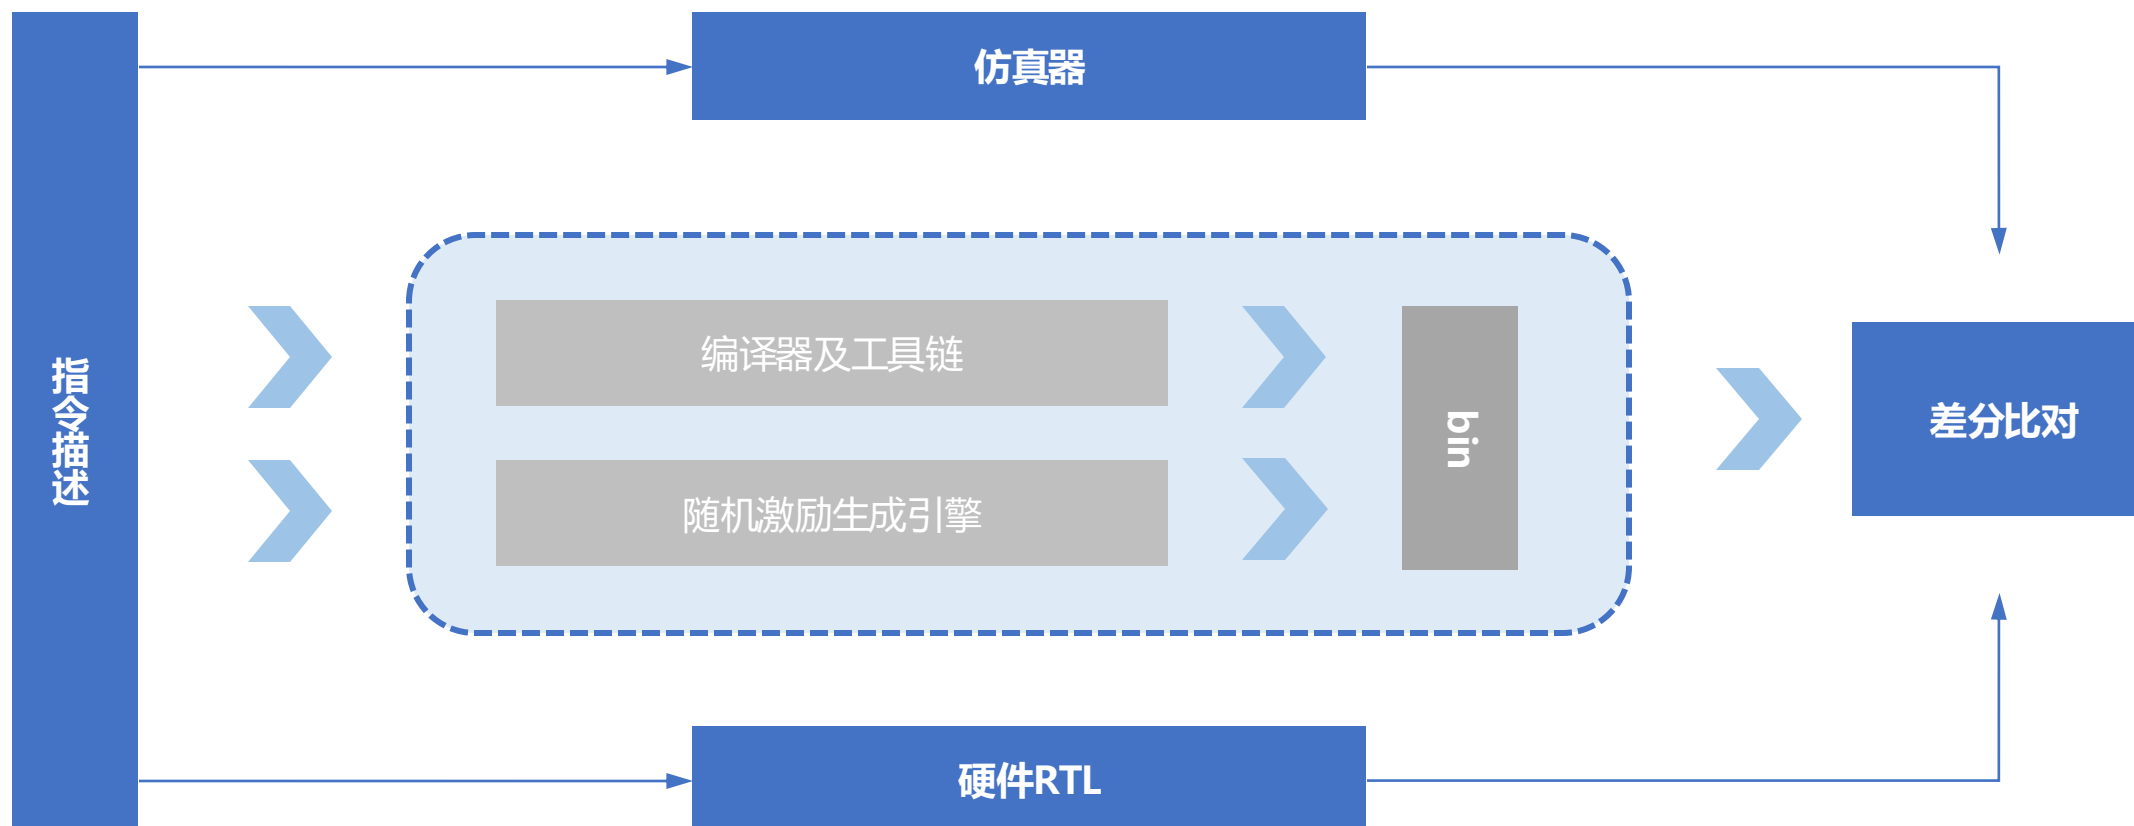 指令描述
仿真器
编译器及工具链
随机激励生成引擎
bin
差分比对
硬件RTL